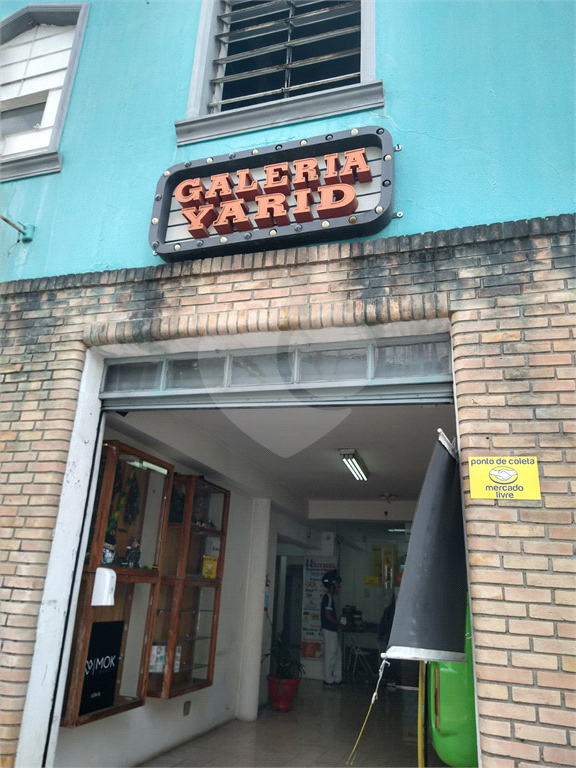 GALERIA
YARID
ponto de coleta
mercado
livre
MOK